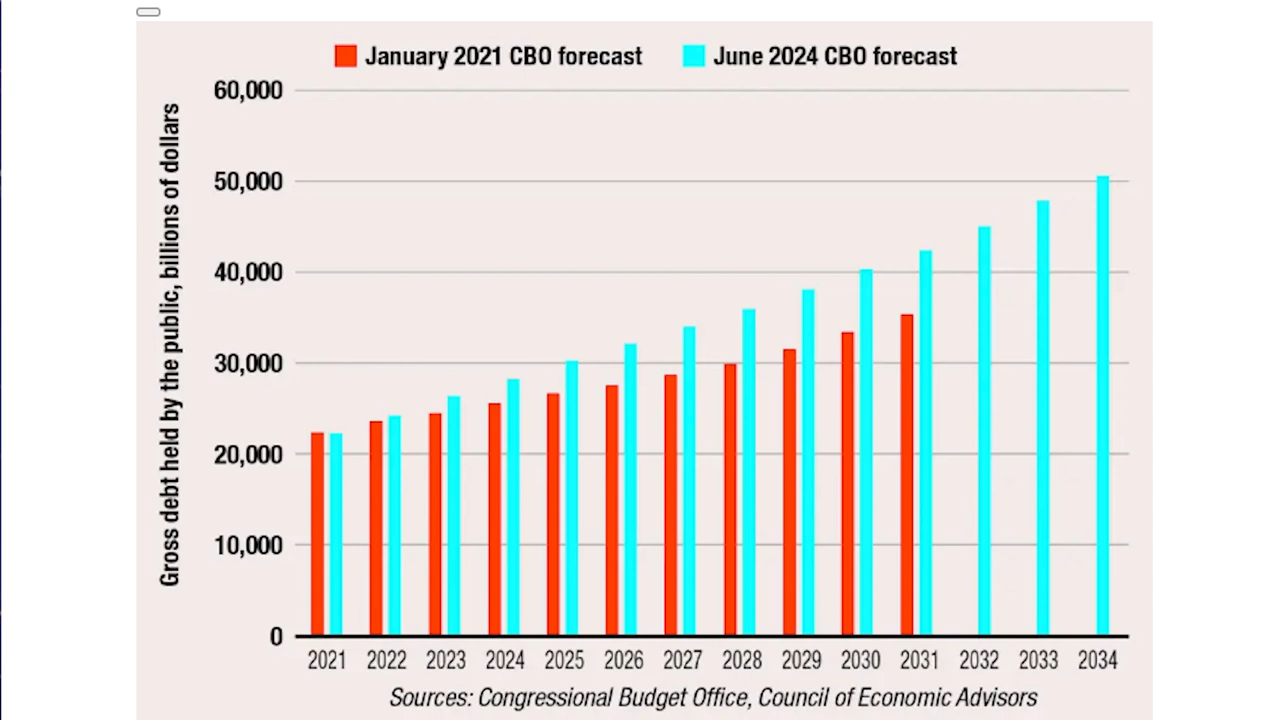 January 2021 CBO forecast
June 2024 CBO forecast
Gross debt held by the public, billions of dollars
60,000
50,000
40,000
30,000
20,000
10,000
0
2021 2022 2023 2024 2025 2026 2027 2028 2029 2030 2031 2032 2033 2034
Sources: Congressional Budget Office, Council of Economic Advisors